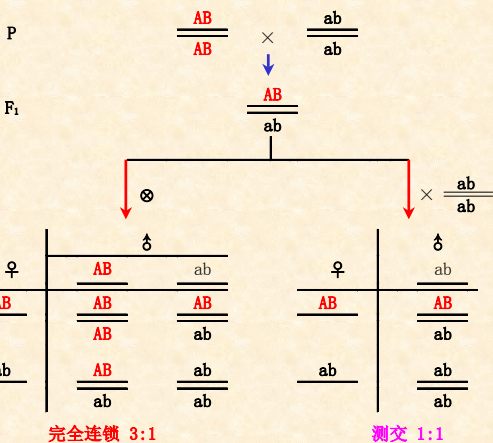 P AB × ab
AB ab
F₁ AB
ab
⊗ × ab
ab
♂ ♂
♀ AB ab ♀ ab
AB AB AB AB AB
AB ab ab
ab AB ab ab ab
ab ab ab
完全连锁 3:1 测交 1:1